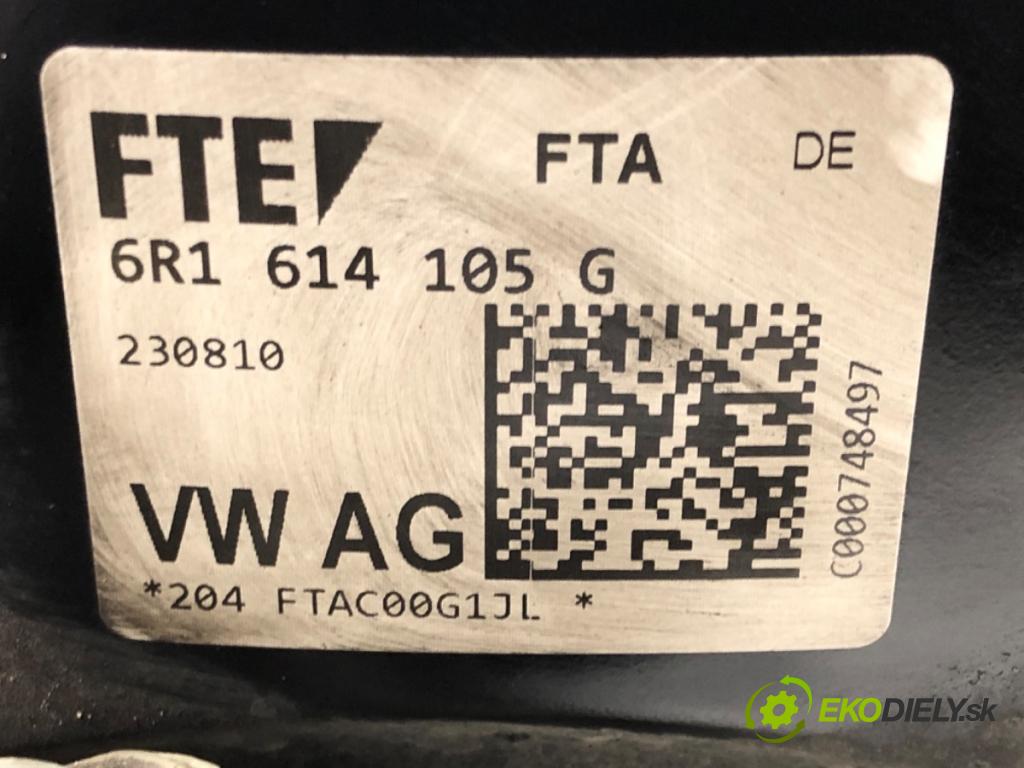 FTE FTA DE
6R1 614 105 G
230810
C000748497
VW AG
*204 FTAC00G1JL *
EKODIELY.sk